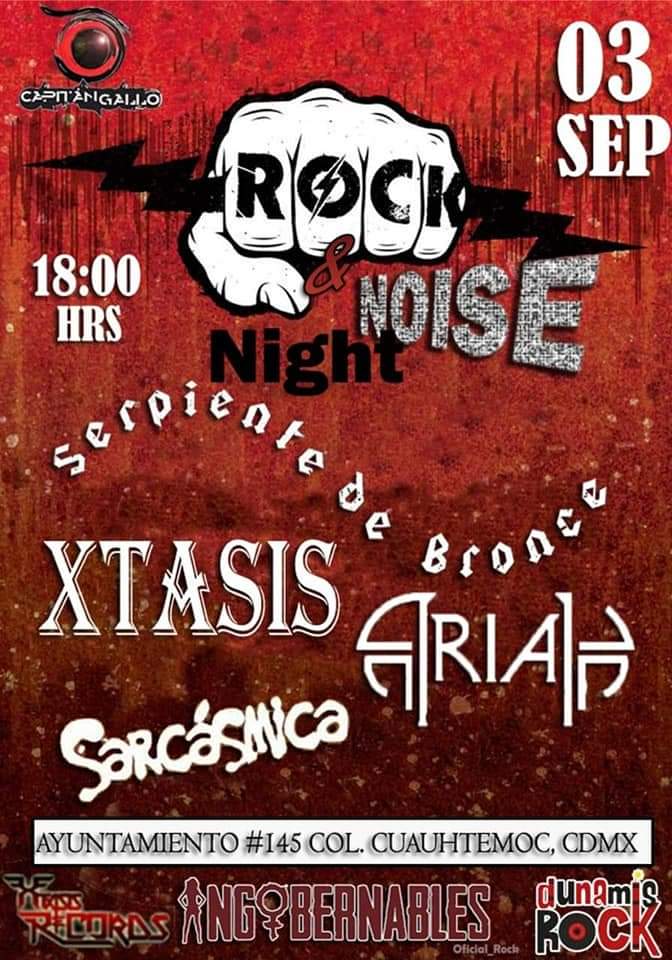 CAPITÁN GALLO
03
SEP
ROCK
& NOISE
Night
18:00
HRS
Serpiente de Bronce
XTASIS
ARIAH
Sarcásmica
AYUNTAMIENTO #145 COL. CUAUHTEMOC, CDMX
Xtasis
RECORDS
INGOBERNABLES
Oficial_Rock
dunamis
ROCK